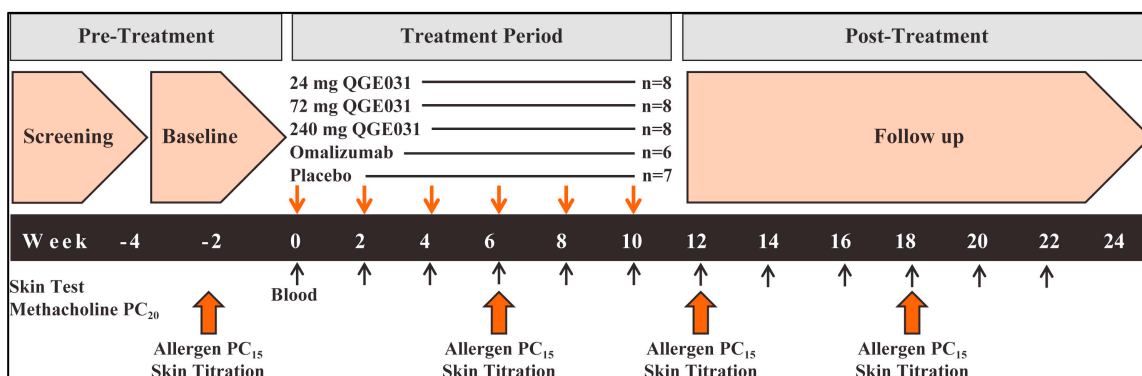 Pre-Treatment
Treatment Period
Post-Treatment
Screening
Baseline
24 mg QGE031 n=8
72 mg QGE031 n=8
240 mg QGE031 n=8
Omalizumab n=6
Placebo n=7
Follow up
Week -4 -2 0 2 4 6 8 10 12 14 16 18 20 22 24
Skin Test
Methacholine PC20
Blood
Allergen PC15
Skin Titration
Allergen PC15
Skin Titration
Allergen PC15
Skin Titration
Allergen PC15
Skin Titration